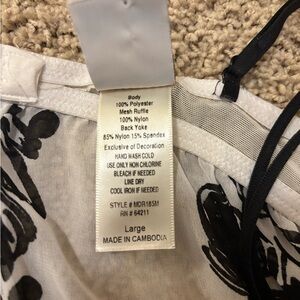 Body
100% Polyester
Mesh Ruffle
100% Nylon
Back Yoke
85% Nylon 15% Spendex
Exclusive of Decoration
HAND WASH COLD
USE ONLY NON CHLORINE
BLEACH IF NEEDED
LINE DRY
COOL IRON IF NEEDED
STYLE # MDR18SM
RN # 64211
Large
MADE IN CAMBODIA